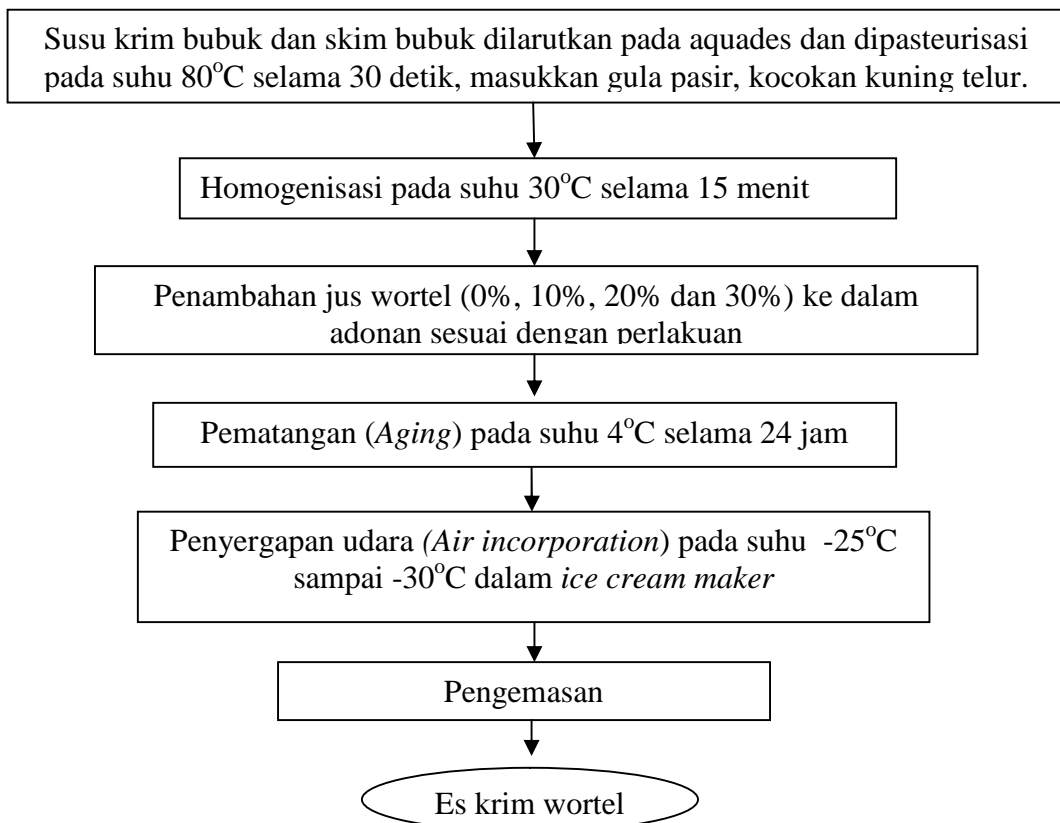 Susu krim bubuk dan skim bubuk dilarutkan pada aquades dan dipasteurisasi
pada suhu 80°C selama 30 detik, masukkan gula pasir, kocokan kuning telur.
Homogenisasi pada suhu 30°C selama 15 menit
Penambahan jus wortel (0%, 10%, 20% dan 30%) ke dalam
adonan sesuai dengan perlakuan
Pematangan (Aging) pada suhu 4°C selama 24 jam
Penyergapan udara (Air incorporation) pada suhu -25°C
sampai -30°C dalam ice cream maker
Pengemasan
Es krim wortel